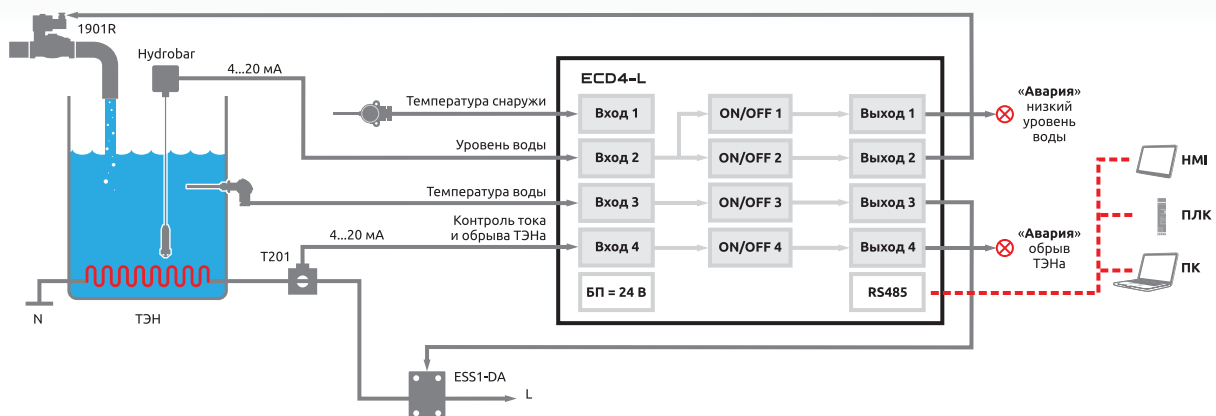 1901R
Hydrobar
4...20 мА
ECD4-L
Температура снаружи
Вход 1
ON/OFF 1
Выход 1
«Авария»
низкий
уровень
воды
Уровень воды
Вход 2
ON/OFF 2
Выход 2
HMI
Температура воды
Вход 3
ON/OFF 3
Выход 3
ПЛК
Контроль тока
и обрыва ТЭНа
4...20 мА
Вход 4
ON/OFF 4
Выход 4
«Авария»
обрыв
ТЭНа
T201
ПК
БП = 24 В
RS485
N
ТЭН
ESS1-DA
L